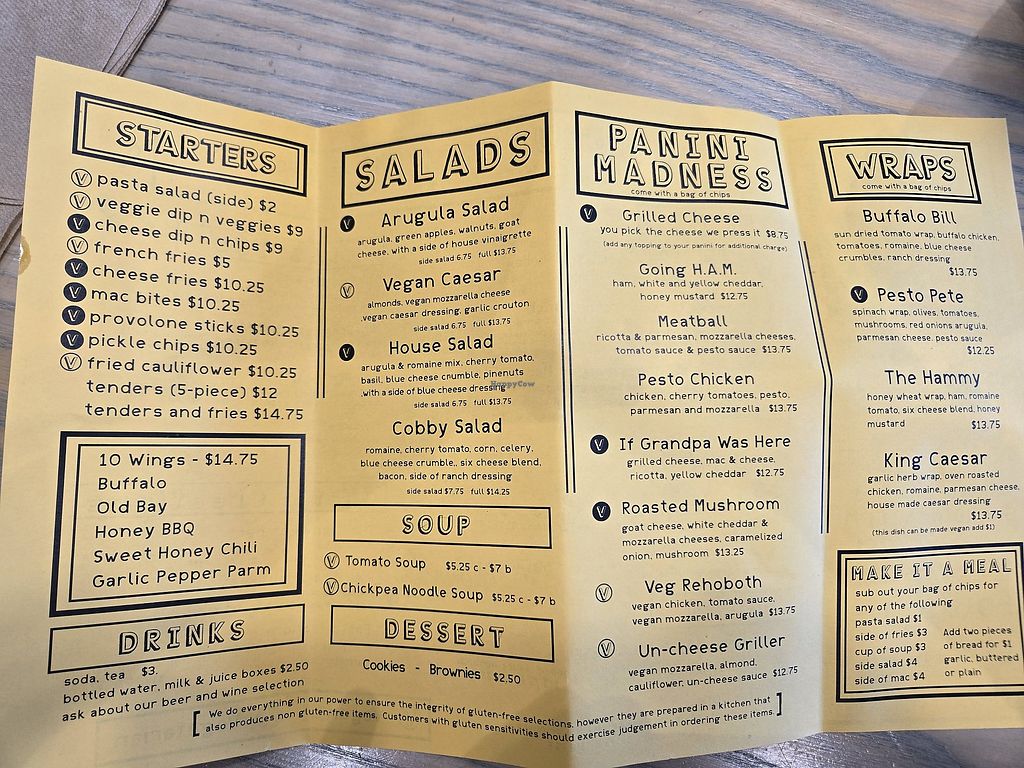 STARTERS
V pasta salad (side) $2
V veggie dip n veggies $9
V cheese dip n chips $9
V french fries $5
V cheese fries $10.25
V mac bites $10.25
V provolone sticks $10.25
V pickle chips $10.25
V fried cauliflower $10.25
tenders (5-piece) $12
tenders and fries $14.75
10 Wings - $14.75
Buffalo
Old Bay
Honey BBQ
Sweet Honey Chili
Garlic Pepper Parm
DRINKS
soda, tea $3.
bottled water, milk & juice boxes $2.50
ask about our beer and wine selection
SALADS
V Arugula Salad
arugula, green apples, walnuts, goat
cheese, with a side of house vinaigrette
side salad 6.75 full $13.75
V Vegan Caesar
almonds, vegan mozzarella cheese
,vegan caesar dressing, garlic crouton
side salad 6.75 full $13.75
V House Salad
arugula & romaine mix, cherry tomato,
basil, blue cheese crumble, pinenuts
,with a side of blue cheese dressing
side salad 6.75 full $13.75
Cobby Salad
romaine, cherry tomato, corn, celery,
blue cheese crumble,, six cheese blend,
bacon, side of ranch dressing
side salad $7.75 full $14.25
SOUP
V Tomato Soup $5.25 c - $7 b
V Chickpea Noodle Soup $5.25 c - $7 b
DESSERT
Cookies - Brownies $2.50
PANINI
MADNESS
come with a bag of chips
V Grilled Cheese
you pick the cheese we press it $8.75
(add any topping to your panini for additional charge)
Going H.A.M.
ham, white and yellow cheddar,
honey mustard $12.75
Meatball
ricotta & parmesan, mozzarella cheeses,
tomato sauce & pesto sauce $13.75
Pesto Chicken
chicken, cherry tomatoes, pesto,
parmesan and mozzarella $13.75
V If Grandpa Was Here
grilled cheese, mac & cheese,
ricotta, yellow cheddar $12.75
V Roasted Mushroom
goat cheese, white cheddar &
mozzarella cheeses, caramelized
onion, mushroom $13.25
V Veg Rehoboth
vegan chicken, tomato sauce,
vegan mozzarella, arugula $13.75
V Un-cheese Griller
vegan mozzarella, almond,
cauliflower, un-cheese sauce $12.75
WRAPS
come with a bag of chips
Buffalo Bill
sun dried tomato wrap, buffalo chicken,
tomatoes, romaine, blue cheese
crumbles, ranch dressing
$13.75
V Pesto Pete
spinach wrap, olives, tomatoes,
mushrooms, red onions arugula,
parmesan cheese, pesto sauce
$12.25
The Hammy
honey wheat wrap, ham, romaine
tomato, six cheese blend, honey
mustard $13.75
King Caesar
garlic herb wrap, oven roasted
chicken, romaine, parmesan cheese,
house made caesar dressing
$13.75
(this dish can be made vegan add $1)
MAKE IT A MEAL
sub out your bag of chips for
any of the following
pasta salad $1
side of fries $3
cup of soup $3
side salad $4
side of mac $4
Add two pieces
of bread for $1
garlic, buttered
or plain
[ We do everything in our power to ensure the integrity of gluten-free selections, however they are prepared in a kitchen that
also produces non gluten-free items. Customers with gluten sensitivities should exercise judgement in ordering these items. ]
HappyCow